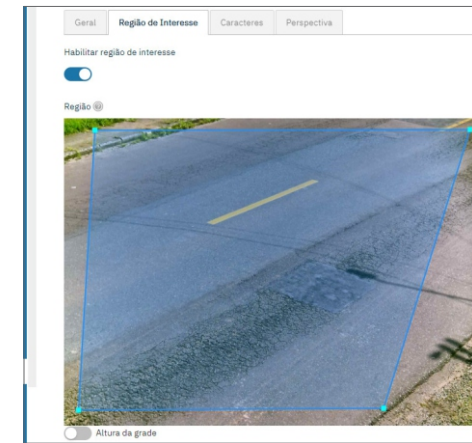 Geral Região de Interesse Caracteres Perspectiva
Habilitar região de interesse
Região
Altura da grade